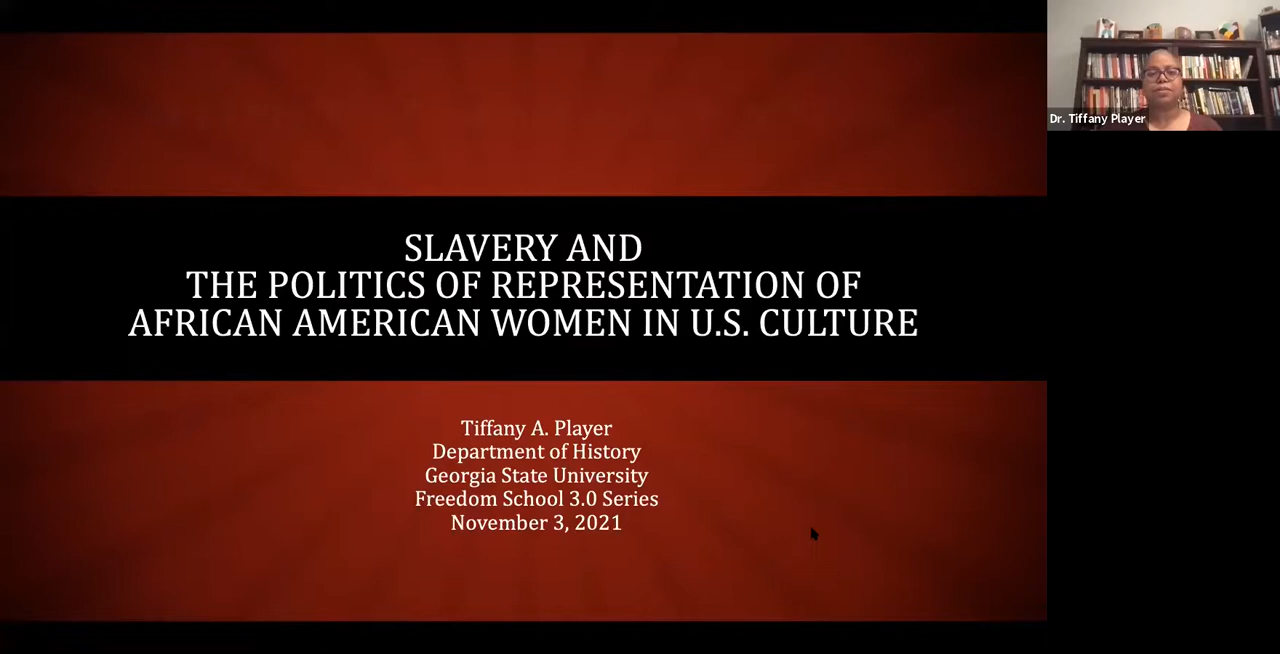 SLAVERY AND
THE POLITICS OF REPRESENTATION OF
AFRICAN AMERICAN WOMEN IN U.S. CULTURE
Tiffany A. Player
Department of History
Georgia State University
Freedom School 3.0 Series
November 3, 2021
Dr. Tiffany Player